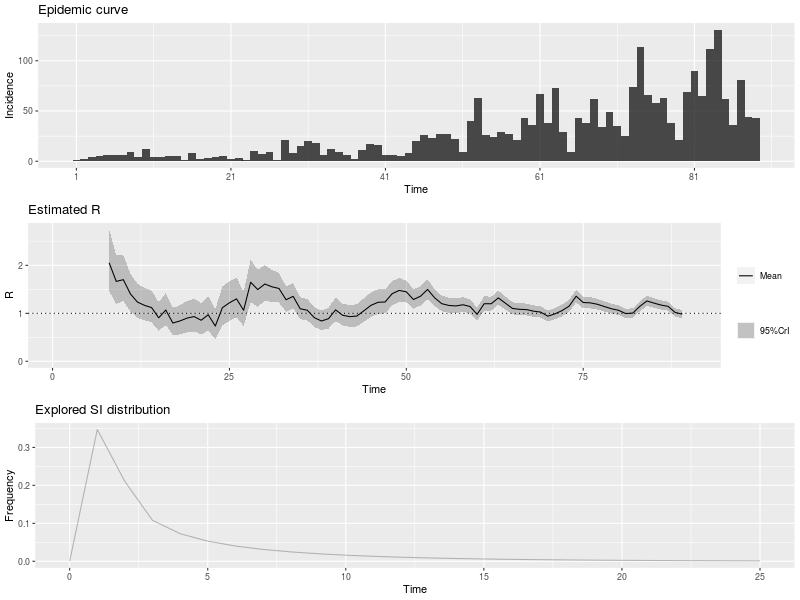 Epidemic curve
Incidence
100
50
0
1 21 41 61 81
Time
Estimated R
R
2
1
0
0 25 50 75
Time
Mean
95%CrI
Explored SI distribution
Frequency
0.3
0.2
0.1
0.0
0 5 10 15 20 25
Time